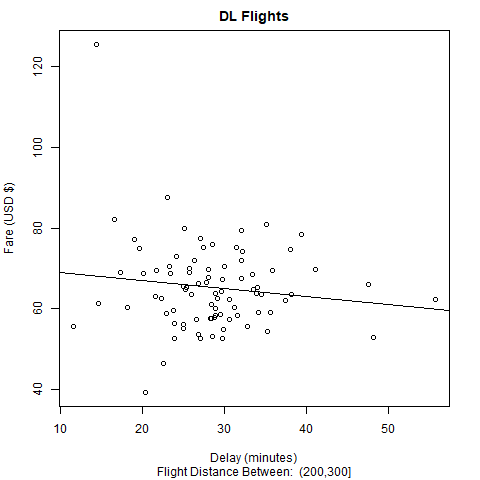 DL Flights
Fare (USD $)
120
100
80
60
40
10 20 30 40 50
Delay (minutes)
Flight Distance Between: (200,300]